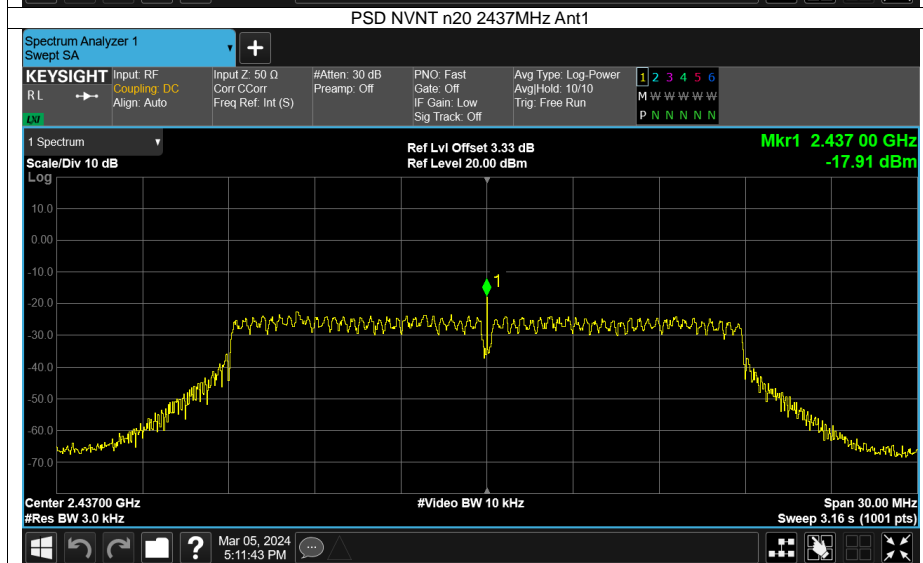 PSD NVNT n20 2437MHz Ant1
Spectrum Analyzer 1
Swept SA
+
KEYSIGHT
RL
LXI
Input: RF
Coupling: DC
Align: Auto
Input Z: 50 Ω
Corr CCorr
Freq Ref: Int (S)
#Atten: 30 dB
Preamp: Off
PNO: Fast
Gate: Off
IF Gain: Low
Sig Track: Off
Avg Type: Log-Power
Avg|Hold: 10/10
Trig: Free Run
1 2 3 4 5 6
M W W W W W
P N N N N N
1 Spectrum
Scale/Div 10 dB
Log
Ref Lvl Offset 3.33 dB
Ref Level 20.00 dBm
Mkr1 2.437 00 GHz
-17.91 dBm
10.0
0.00
-10.0
1
-20.0
-30.0
-40.0
-50.0
-60.0
-70.0
Center 2.43700 GHz
#Res BW 3.0 kHz
#Video BW 10 kHz
Span 30.00 MHz
Sweep 3.16 s (1001 pts)
?
Mar 05, 2024
5:11:43 PM